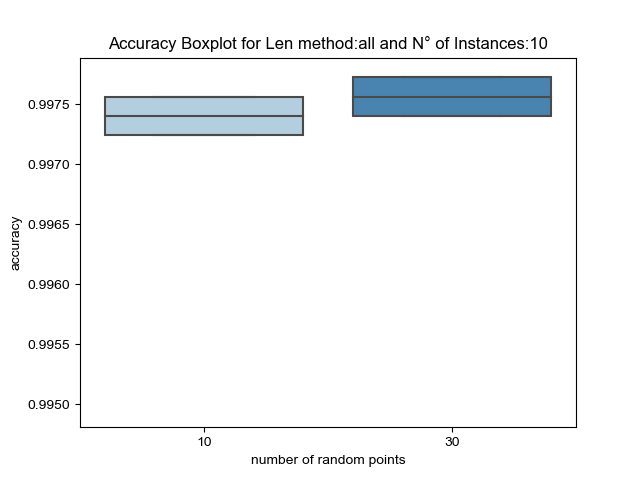 Accuracy Boxplot for Len method:all and N° of Instances:10
0.9975
0.9970
0.9965
0.9960
0.9955
0.9950
accuracy
10
30
number of random points